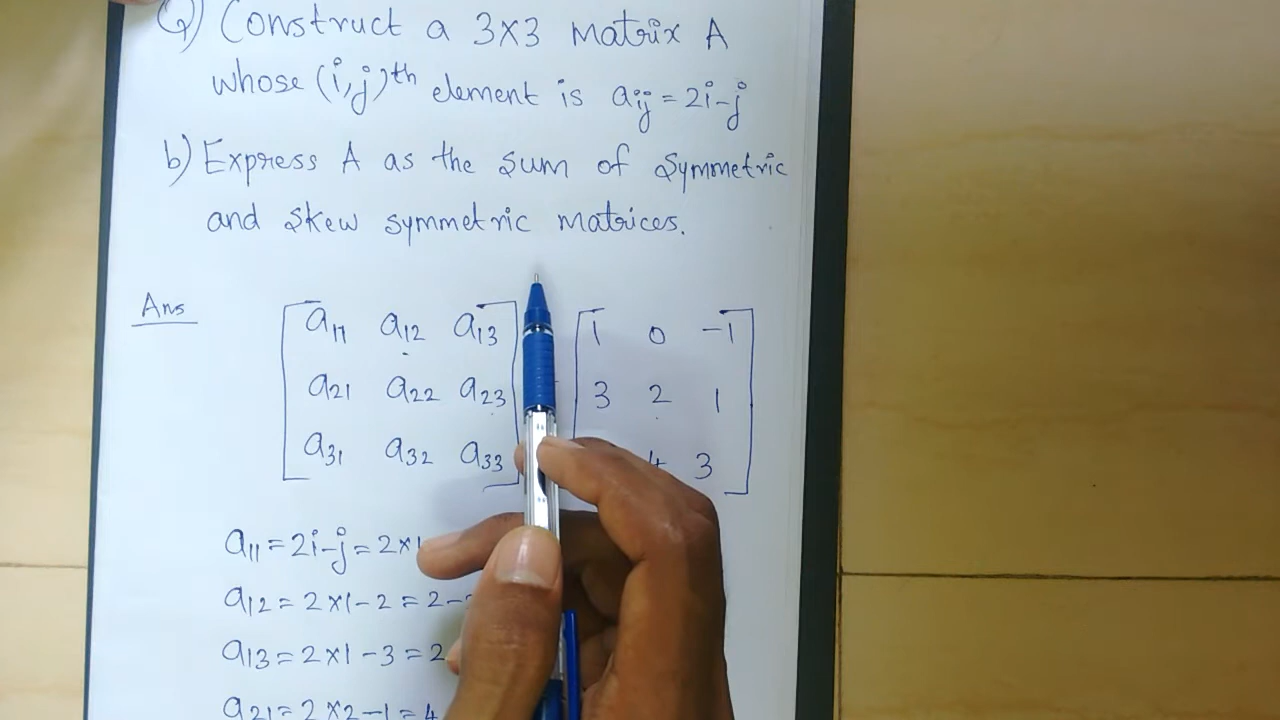 Q) Construct a 3×3 matrix A
whose (i,j)th element is aij = 2i-j
b) Express A as the sum of Symmetric
and Skew symmetric matrices.
Ans
a11 a12 a13 1 0 -1
a21 a22 a23 3 2 1
a31 a32 a33 4 3
a11 = 2i-j = 2×1
a12 = 2×1-2 = 2-
a13 = 2×1-3 = 2
a21 = 2×2-1 = 4